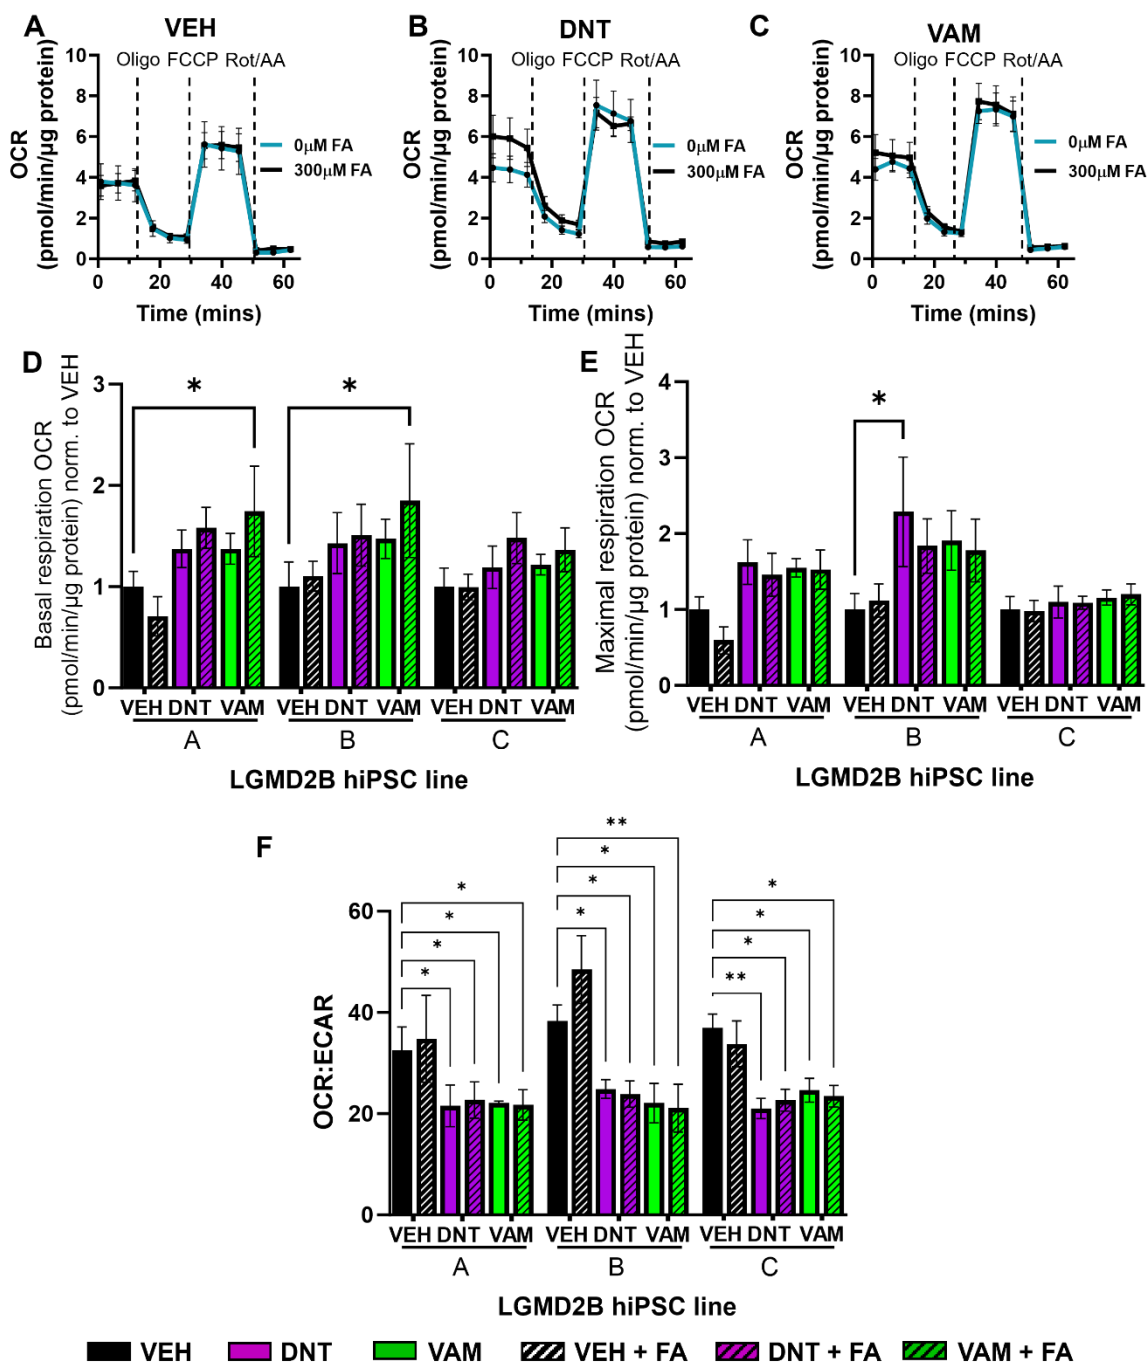 A
VEH
Oligo FCCP Rot/AA
OCR
(pmol/min/µg protein)
10
8
6
4
2
0
0µM FA
300µM FA
0 20 40 60
Time (mins)
B
DNT
Oligo FCCP Rot/AA
OCR
(pmol/min/µg protein)
10
8
6
4
2
0
0µM FA
300µM FA
0 20 40 60
Time (mins)
C
VAM
Oligo FCCP Rot/AA
OCR
(pmol/min/µg protein)
10
8
6
4
2
0
0µM FA
300µM FA
0 20 40 60
Time (mins)
D
Basal respiration OCR
(pmol/min/µg protein) norm. to VEH
3
2
1
0
* *
VEH DNT VAM VEH DNT VAM VEH DNT VAM
A B C
LGMD2B hiPSC line
E
Maximal respiration OCR
(pmol/min/µg protein) norm. to VEH
4
3
2
1
0
*
VEH DNT VAM VEH DNT VAM VEH DNT VAM
A B C
LGMD2B hiPSC line
F
OCR:ECAR
60
40
20
0
*
*
*
*
**
*
*
*
*
*
*
**
VEH DNT VAM VEH DNT VAM VEH DNT VAM
A B C
LGMD2B hiPSC line
VEH DNT VAM VEH + FA DNT + FA VAM + FA